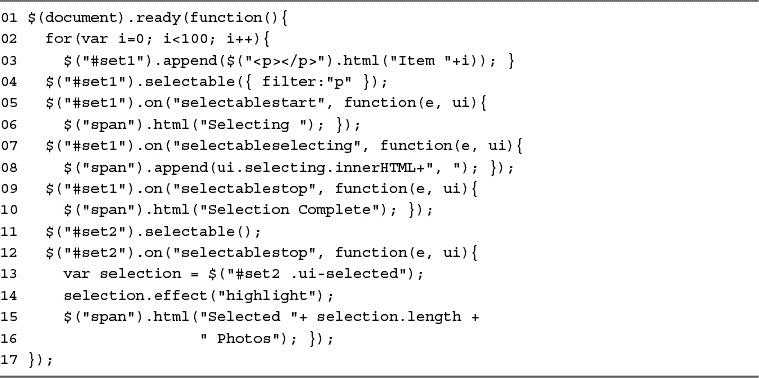 01 $(document).ready(function(){
02   for(var i=0; i<100; i++){
03     $("#set1").append($("<p></p>").html("Item "+i)); }
04   $("#set1").selectable({ filter:"p" });
05   $("#set1").on("selectablestart", function(e, ui){
06     $("span").html("Selecting "); });
07   $("#set1").on("selectableselecting", function(e, ui){
08     $("span").append(ui.selecting.innerHTML+", "); });
09   $("#set1").on("selectablestop", function(e, ui){
10     $("span").html("Selection Complete"); });
11   $("#set2").selectable();
12   $("#set2").on("selectablestop", function(e, ui){
13     var selection = $("#set2 .ui-selected");
14     selection.effect("highlight");
15     $("span").html("Selected "+ selection.length +
16                    " Photos"); });
17 });